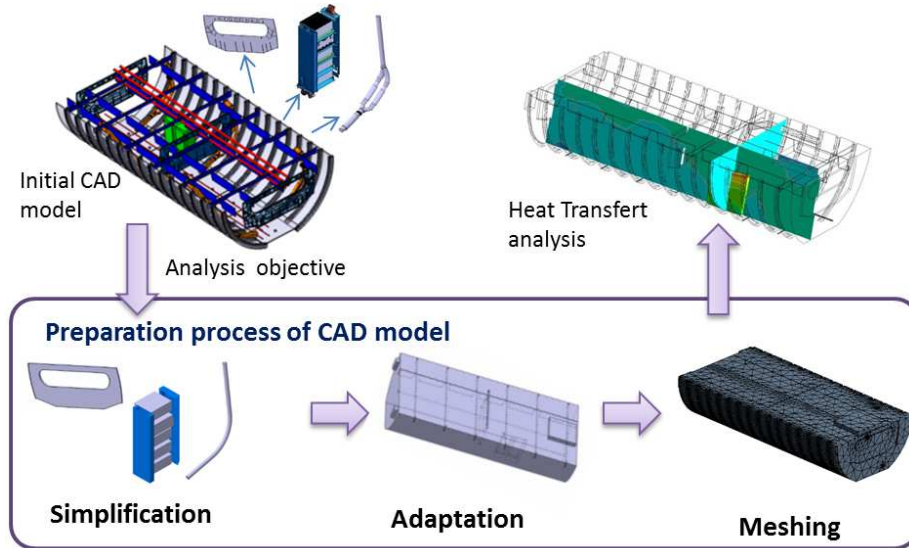 Initial CAD
model
Analysis objective
Heat Transfert
analysis
Preparation process of CAD model
Simplification
Adaptation
Meshing